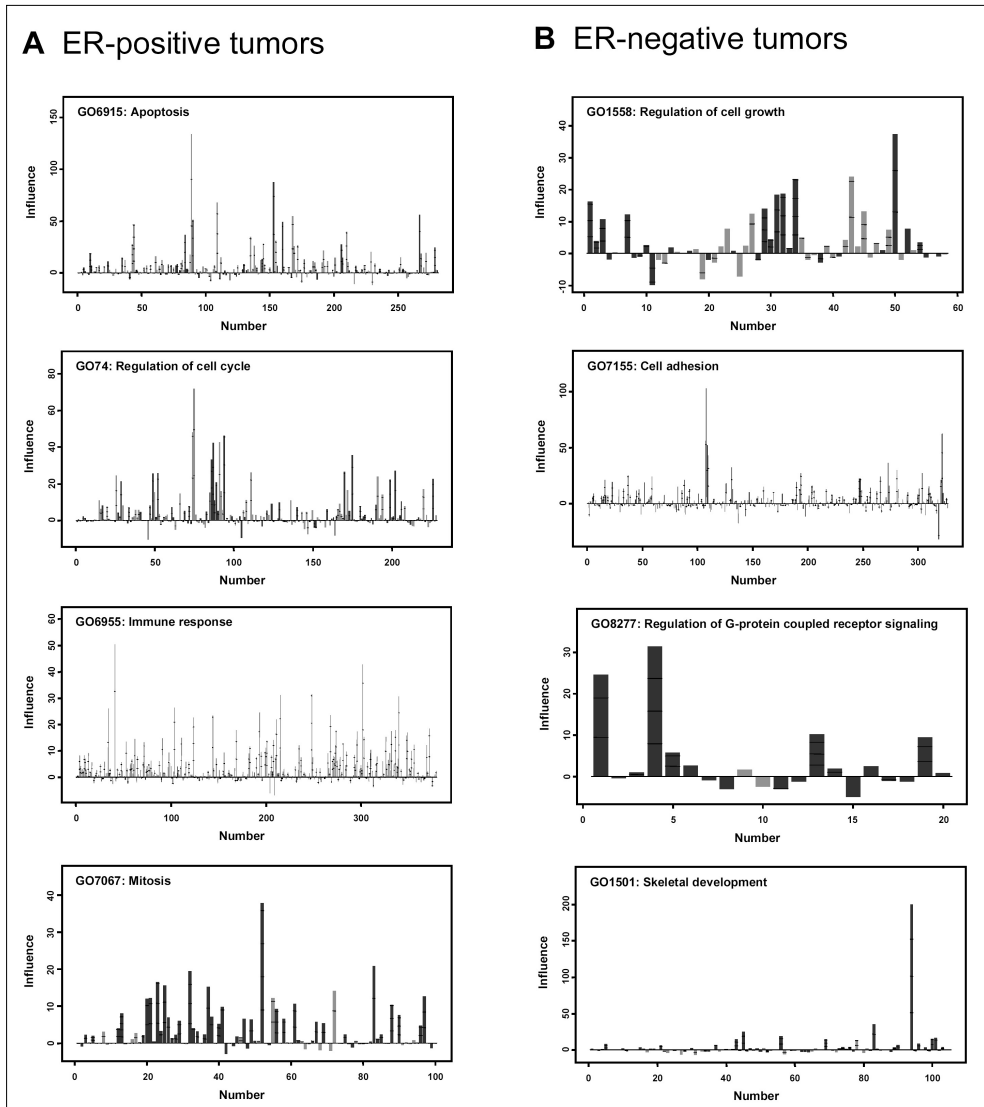 A ER-positive tumors
GO6915: Apoptosis
Influence
150
100
50
0
0 50 100 150 200 250
Number
GO74: Regulation of cell cycle
Influence
80
60
40
20
0
0 50 100 150 200
Number
GO6955: Immune response
Influence
60
50
40
30
20
10
0
0 100 200 300
Number
GO7067: Mitosis
Influence
40
30
20
10
0
0 20 40 60 80 100
Number
B ER-negative tumors
GO1558: Regulation of cell growth
Influence
40
30
20
10
0
-10
0 10 20 30 40 50 60
Number
GO7155: Cell adhesion
Influence
100
50
0
0 50 100 150 200 250 300
Number
GO8277: Regulation of G-protein coupled receptor signaling
Influence
30
20
10
0
0 5 10 15 20
Number
GO1501: Skeletal development
Influence
200
150
100
50
0
0 20 40 60 80 100
Number